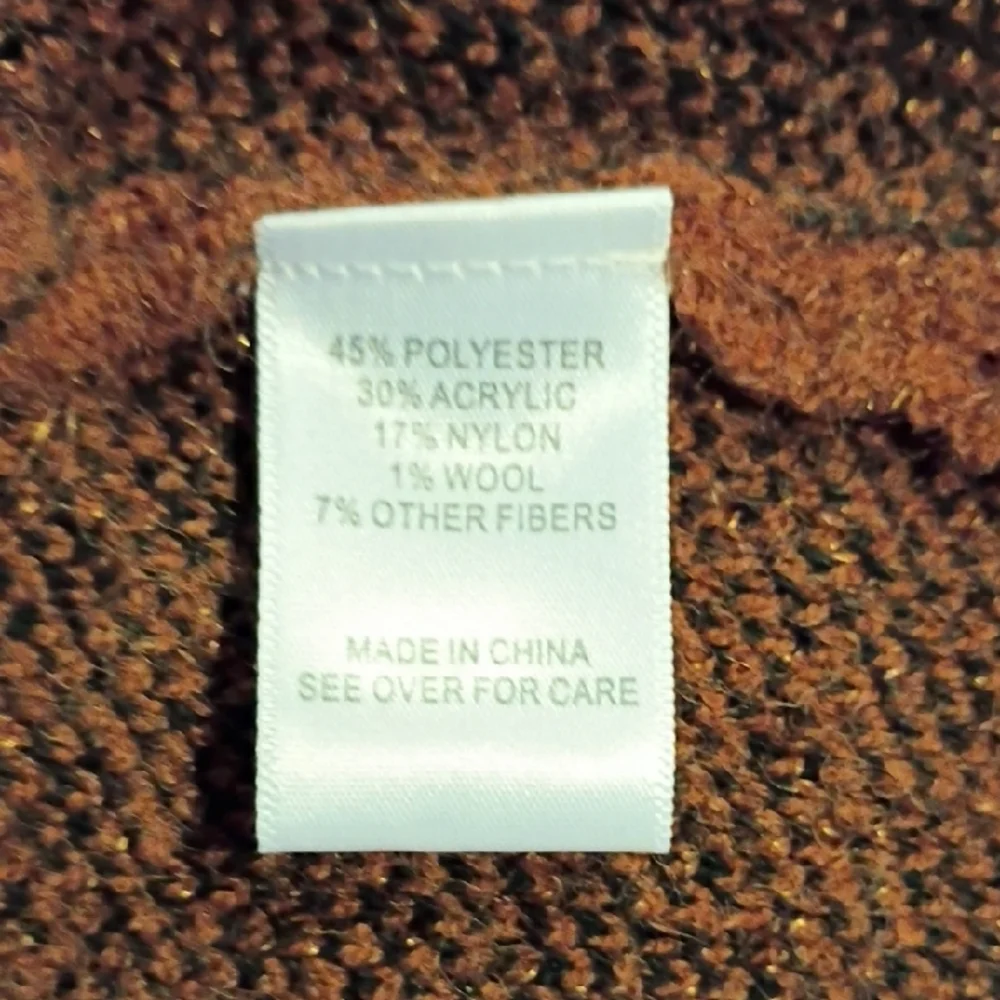 45% POLYESTER
30% ACRYLIC
17% NYLON
1% WOOL
7% OTHER FIBERS
MADE IN CHINA
SEE OVER FOR CARE